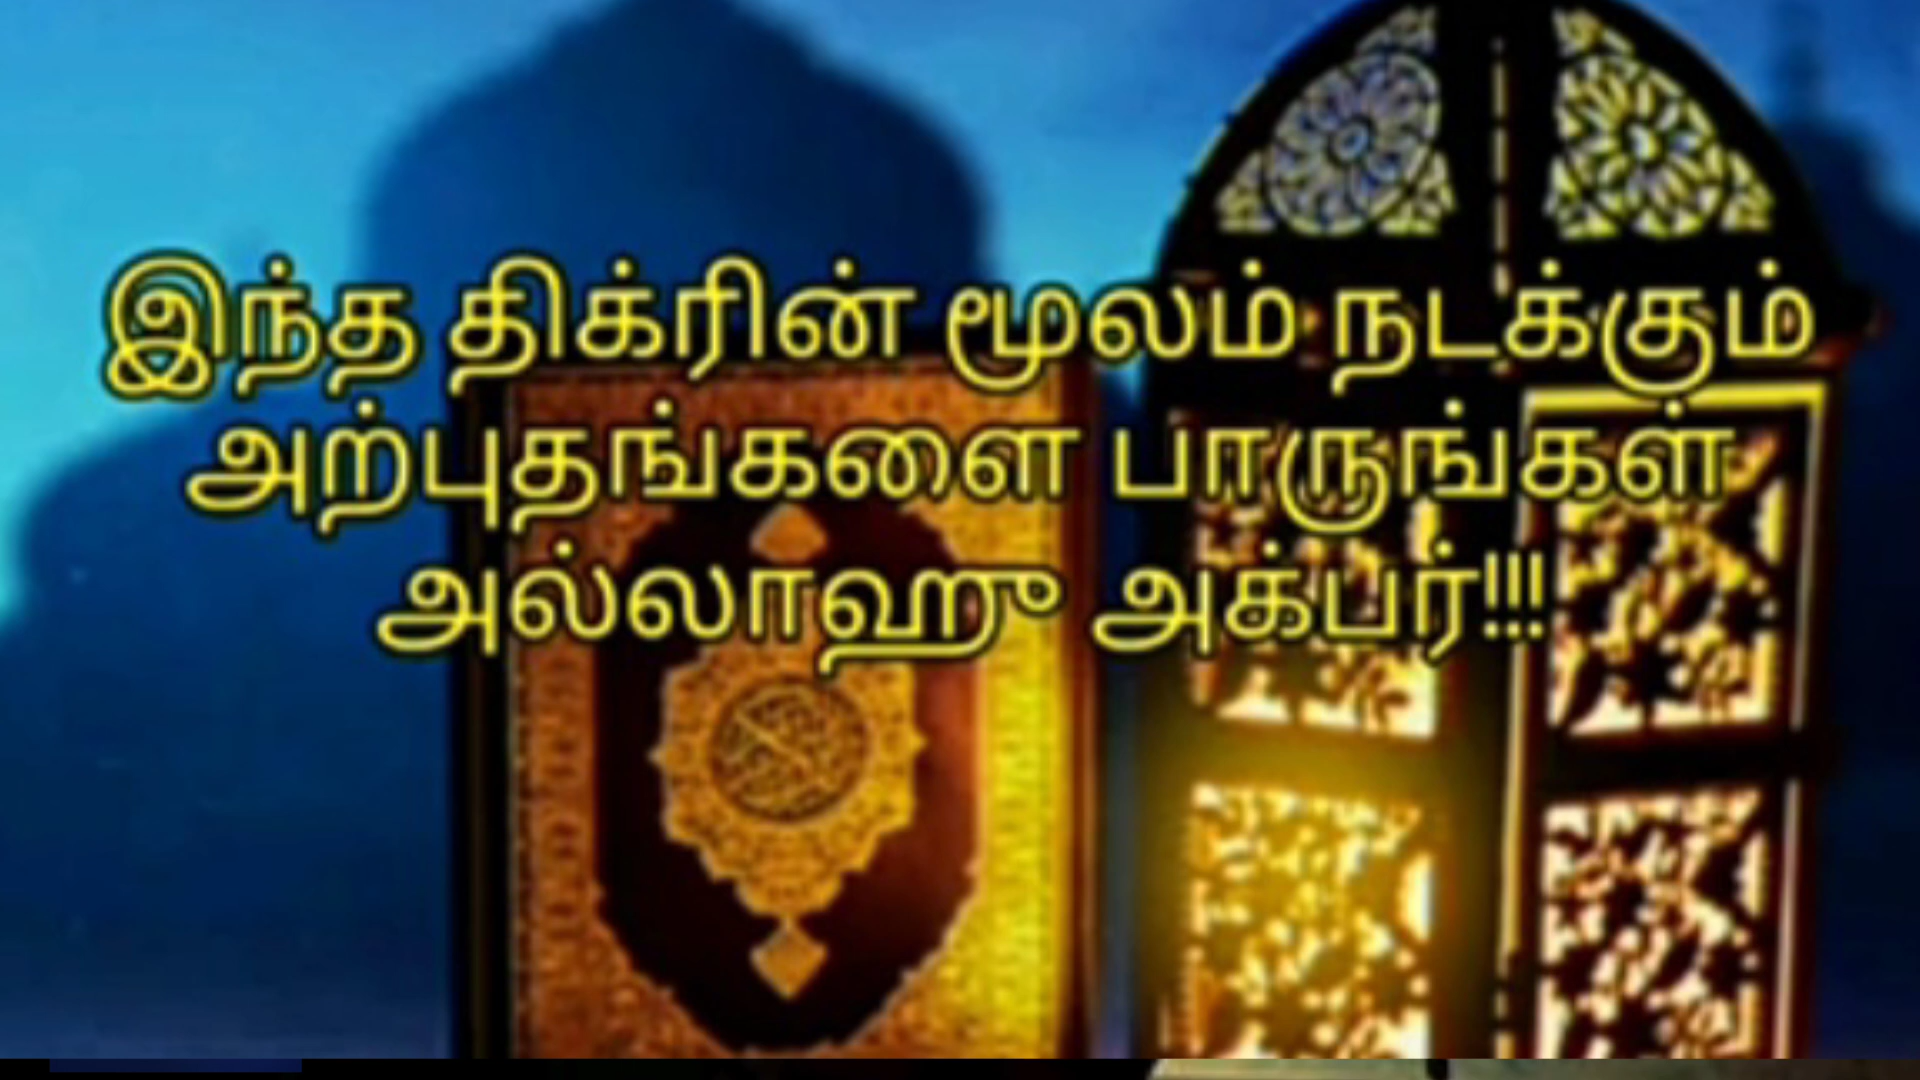 இந்த திக்ரின் மூலம் நடக்கும்
அற்புதங்களை பாருங்கள்
அல்லாஹு அக்பர்!!!